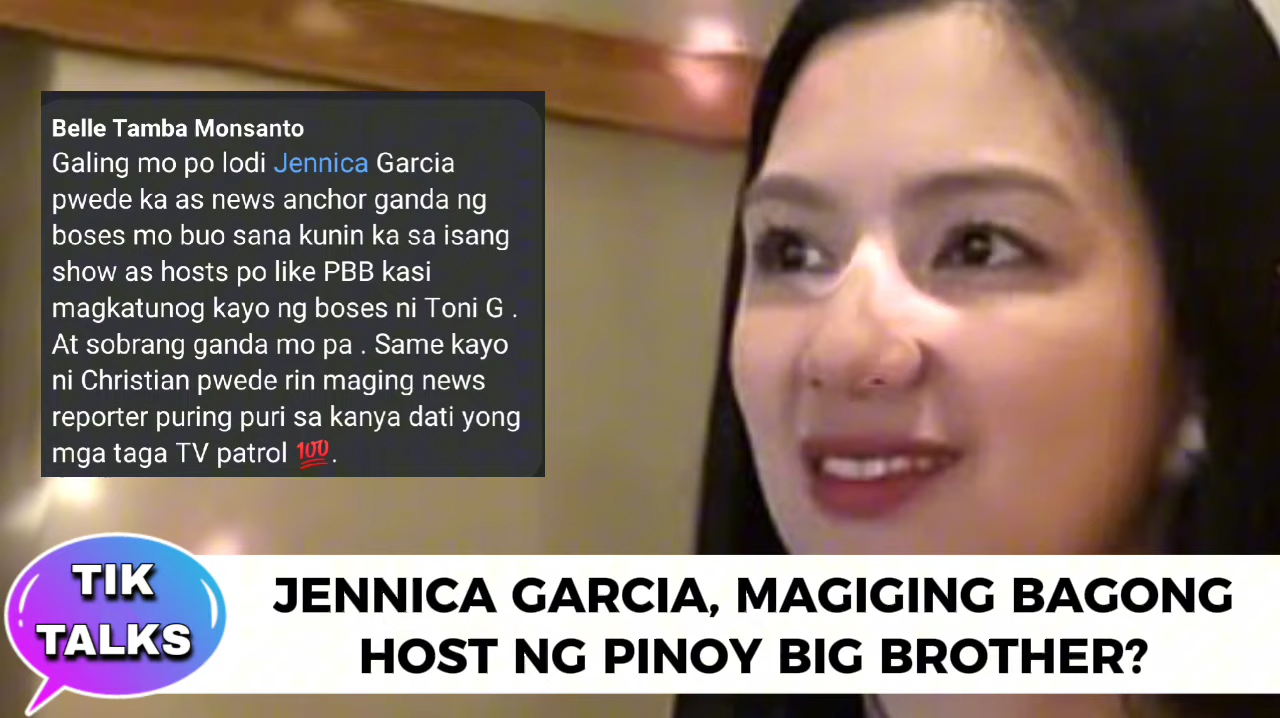 Belle Tamba Monsanto
Galing mo po lodi Jennica Garcia
pwede ka as news anchor ganda ng
boses mo buo sana kunin ka sa isang
show as hosts po like PBB kasi
magkatunog kayo ng boses ni Toni G .
At sobrang ganda mo pa . Same kayo
ni Christian pwede rin maging news
reporter puring puri sa kanya dati yong
mga taga TV patrol 💯.
TIK
TALKS
JENNICA GARCIA, MAGIGING BAGONG
HOST NG PINOY BIG BROTHER?